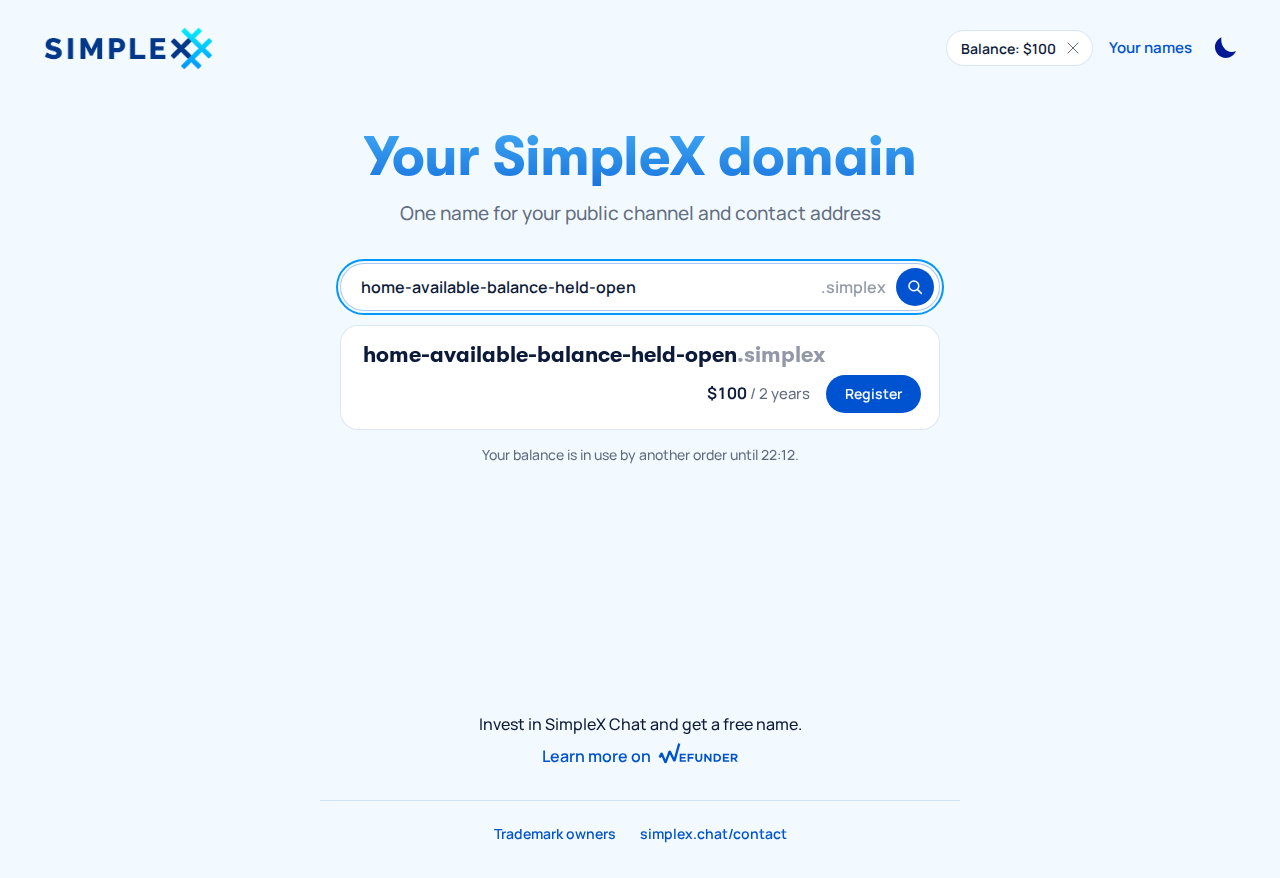 SIMPLEX
Balance: $100
Your names
Your SimpleX domain
One name for your public channel and contact address
home-available-balance-held-open .simplex
home-available-balance-held-open.simplex
$100 / 2 years Register
Your balance is in use by another order until 22:12.
Invest in SimpleX Chat and get a free name.
Learn more on WEFUNDER
Trademark owners simplex.chat/contact